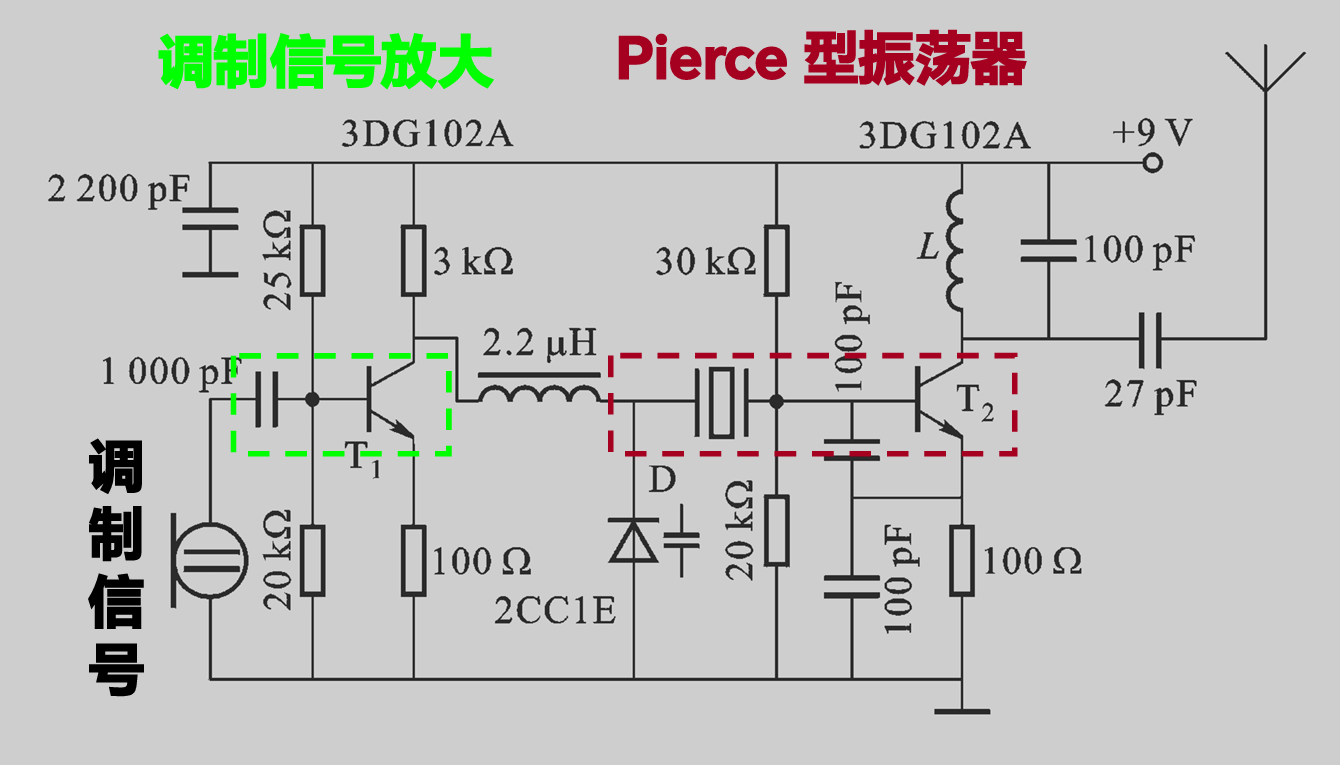 调制信号放大
Pierce 型振荡器
3DG102A
3DG102A
+9 V
2 200 pF
25 kΩ
3 kΩ
30 kΩ
L
100 pF
100 pF
1 000 pF
2.2 μH
27 pF
T1
T2
调制信号
D
20 kΩ
100 Ω
20 kΩ
100 pF
100 Ω
2CC1E